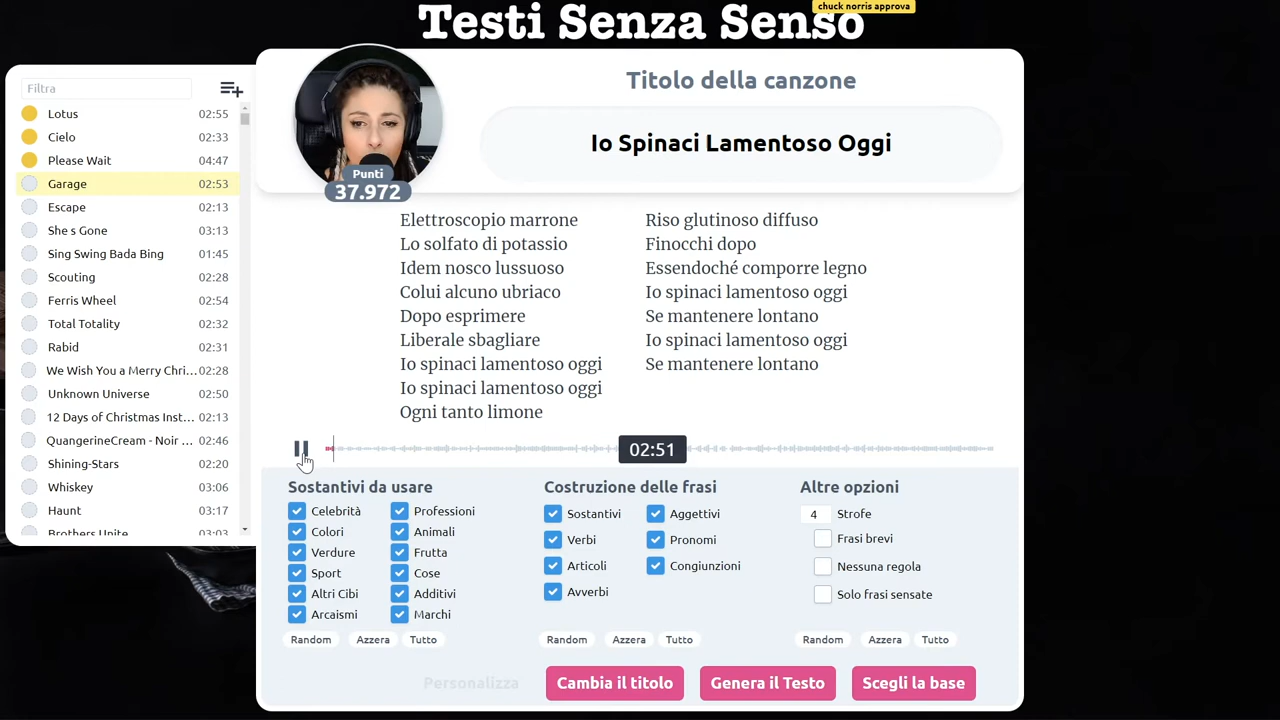 chuck norris approva
Testi Senza Senso
Filtra
Lotus 02:55
Cielo 02:33
Please Wait 04:47
Garage 02:53
Escape 02:13
She s Gone 03:13
Sing Swing Bada Bing 01:45
Scouting 02:28
Ferris Wheel 02:54
Total Totality 02:32
Rabid 02:31
We Wish You a Merry Chri... 02:28
Unknown Universe 02:50
12 Days of Christmas Inst... 02:13
QuangerineCream - Noir ... 02:46
Shining-Stars 02:20
Whiskey 03:06
Haunt 03:17
Brothers Unite 03:03
Punti
37.972
Titolo della canzone
Io Spinaci Lamentoso Oggi
Elettroscopio marrone
Lo solfato di potassio
Idem nosco lussuoso
Colui alcuno ubriaco
Dopo esprimere
Liberale sbagliare
Io spinaci lamentoso oggi
Io spinaci lamentoso oggi
Ogni tanto limone
Riso glutinoso diffuso
Finocchi dopo
Essendoché comporre legno
Io spinaci lamentoso oggi
Se mantenere lontano
Io spinaci lamentoso oggi
Se mantenere lontano
02:51
Sostantivi da usare
Celebrità Professioni
Colori Animali
Verdure Frutta
Sport Cose
Altri Cibi Additivi
Arcaismi Marchi
Random Azzera Tutto
Costruzione delle frasi
Sostantivi Aggettivi
Verbi Pronomi
Articoli Congiunzioni
Avverbi
Random Azzera Tutto
Altre opzioni
4 Strofe
Frasi brevi
Nessuna regola
Solo frasi sensate
Random Azzera Tutto
Personalizza
Cambia il titolo
Genera il Testo
Scegli la base